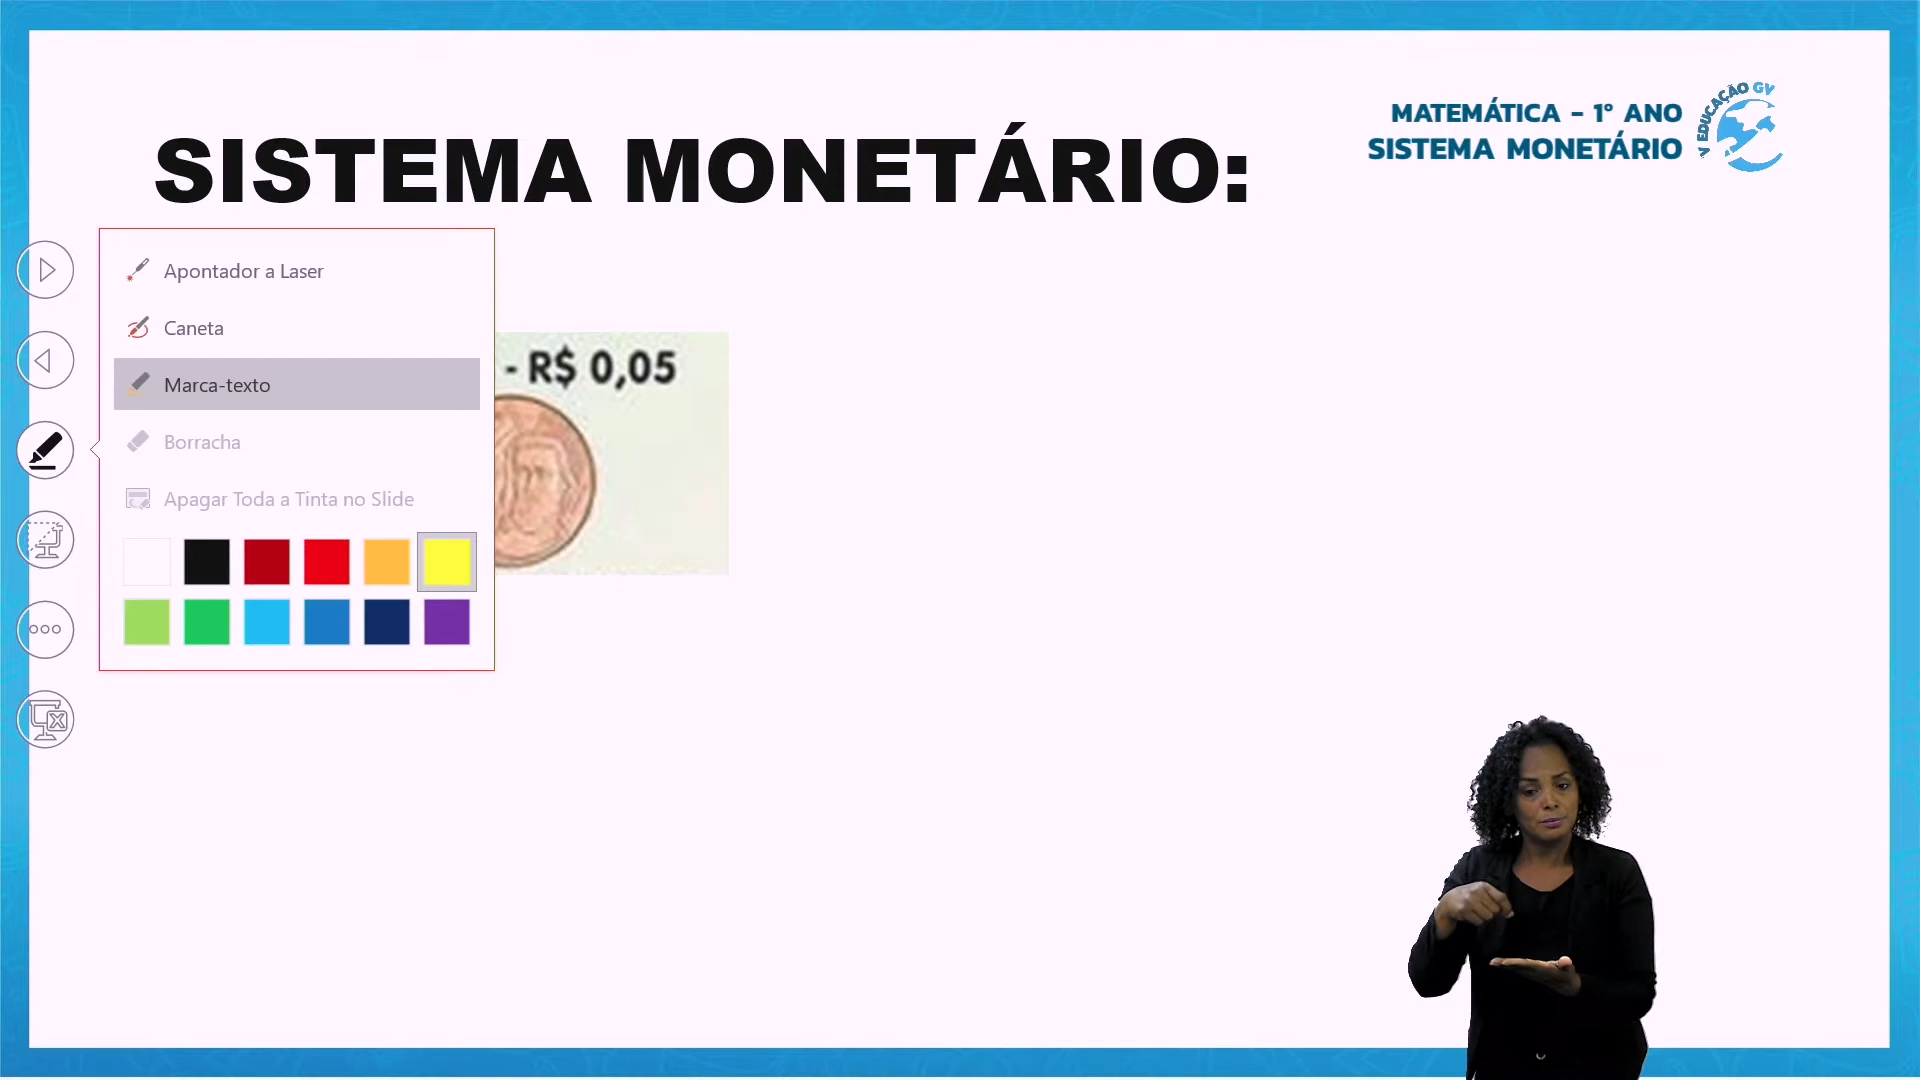 MATEMÁTICA - 1º ANO
SISTEMA MONETÁRIO
V EDUCAÇÃO GV
SISTEMA MONETÁRIO:
Apontador a Laser
Caneta
Marca-texto
Borracha
Apagar Toda a Tinta no Slide
- R$ 0,05